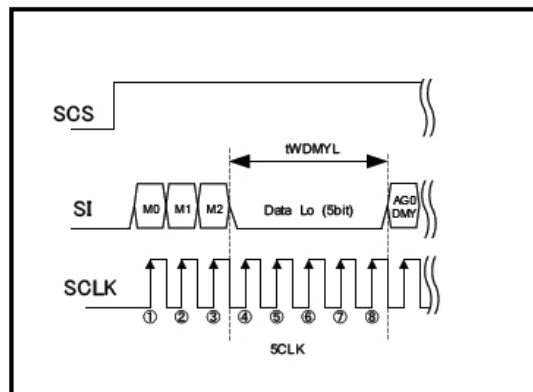 SCS
tWDMYL
SI M0 M1 M2 Data Lo (5bit) AG0
DMY
SCLK
① ② ③ ④ ⑤ ⑥ ⑦ ⑧
5CLK